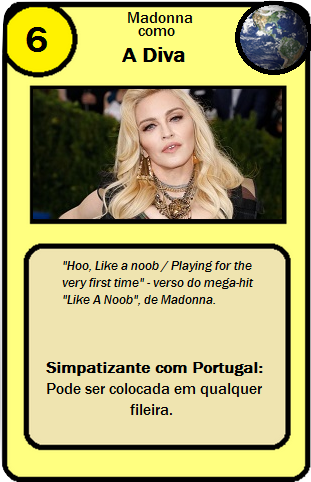 6
Madonna
como
A Diva
"Hoo, Like a noob / Playing for the
very first time" - verso do mega-hit
"Like A Noob", de Madonna.
Simpatizante com Portugal:
Pode ser colocada em qualquer
fileira.